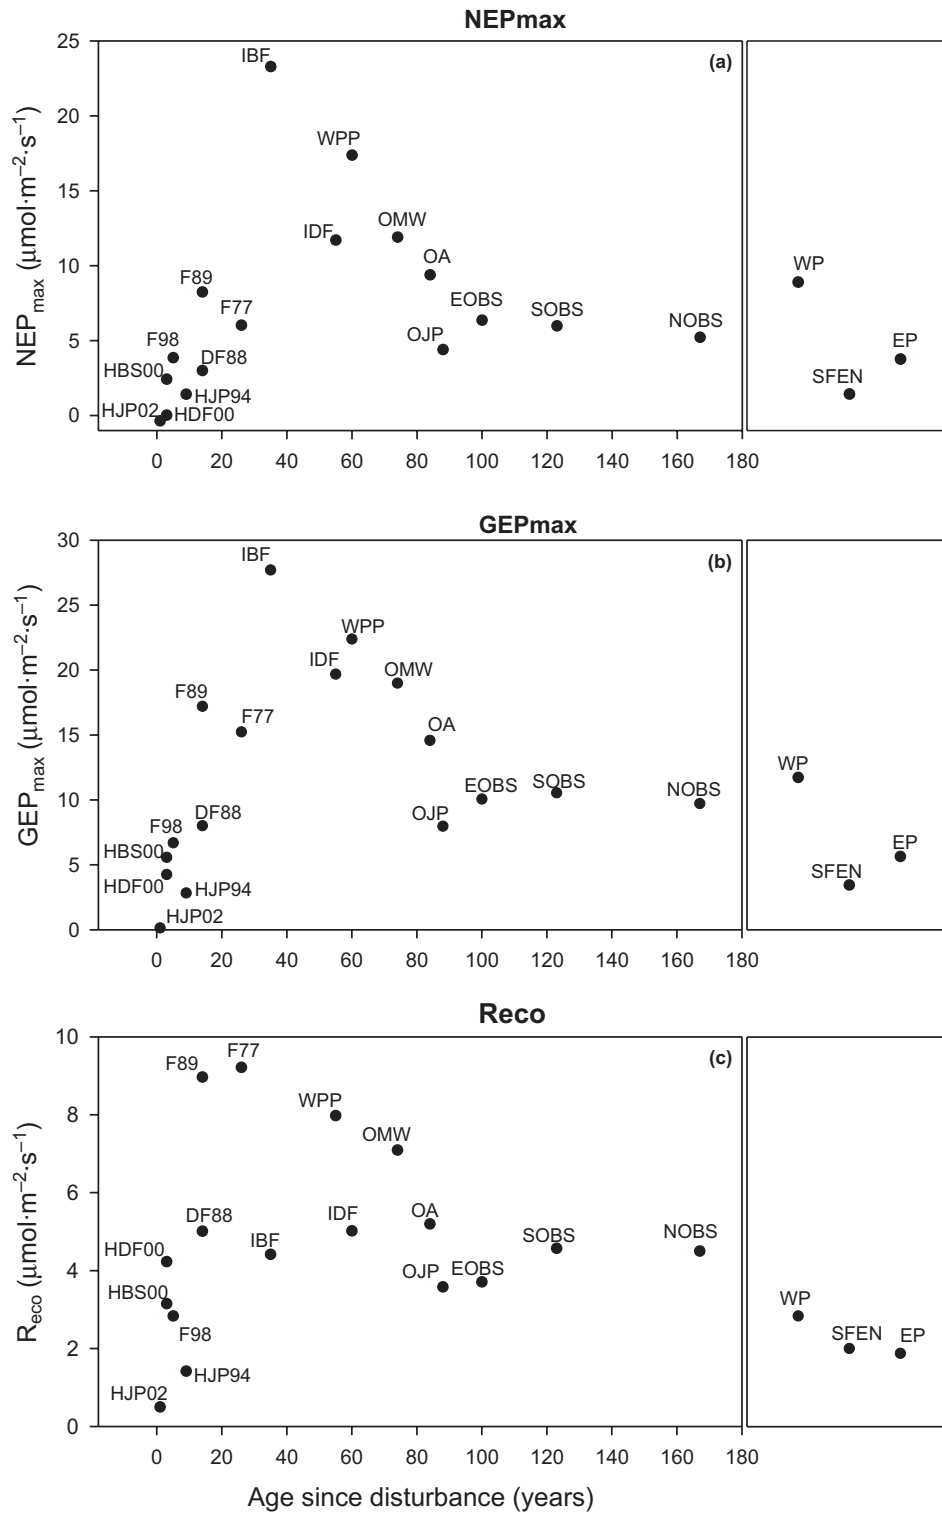 NEPmax
25
20
15
10
5
0
NEPmax (μmol·m−2·s−1)
(a)
IBF
WPP
IDF
OMW
OA
F89
F77
EOBS
SOBS
NOBS
OJP
F98
DF88
HBS00
HJP94
HJP02
HDF00
WP
EP
SFEN
0 20 40 60 80 100 120 140 160 180
GEPmax
30
25
20
15
10
5
0
GEPmax (μmol·m−2·s−1)
(b)
IBF
WPP
IDF
OMW
F89
F77
OA
EOBS
SOBS
NOBS
OJP
DF88
F98
HBS00
HDF00
HJP94
HJP02
WP
EP
SFEN
0 20 40 60 80 100 120 140 160 180
Reco
10
8
6
4
2
0
Reco (μmol·m−2·s−1)
(c)
F77
F89
WPP
OMW
DF88
IDF
OA
IBF
SOBS
NOBS
HDF00
OJP
EOBS
HBS00
F98
HJP94
HJP02
WP
SFEN
EP
0 20 40 60 80 100 120 140 160 180
Age since disturbance (years)